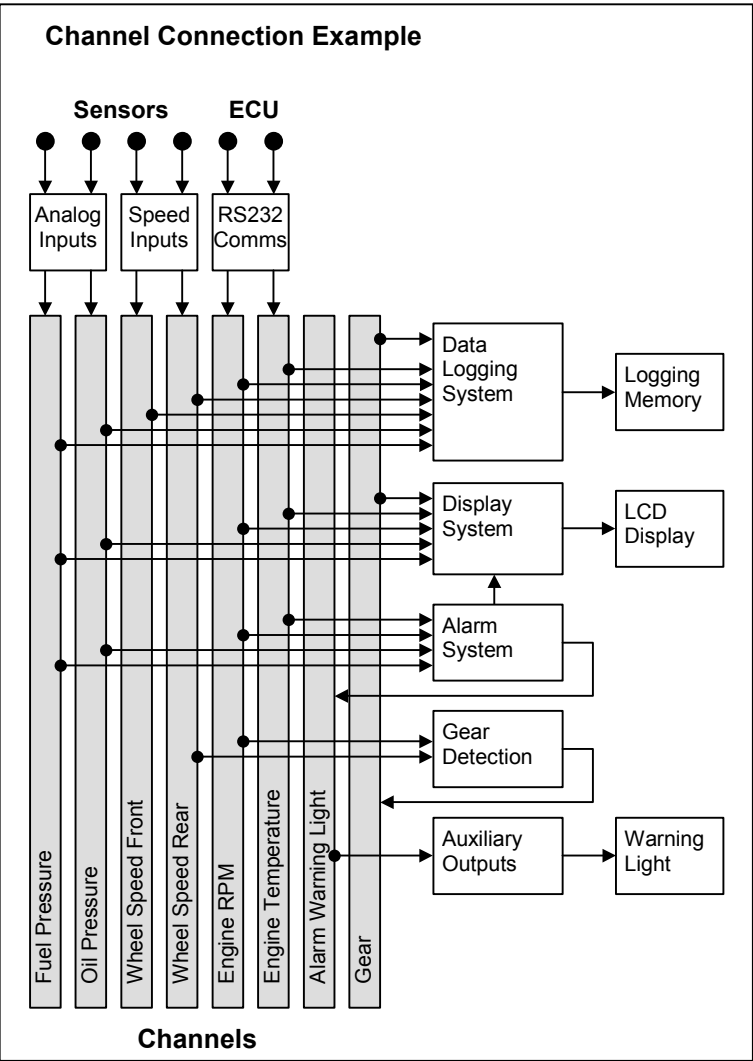 Channel Connection Example
Sensors
ECU
Analog
Inputs
Speed
Inputs
RS232
Comms
Data
Logging
System
Logging
Memory
Display
System
LCD
Display
Alarm
System
Gear
Detection
Auxiliary
Outputs
Warning
Light
Fuel Pressure
Oil Pressure
Wheel Speed Front
Wheel Speed Rear
Engine RPM
Engine Temperature
Alarm Warning Light
Gear
Channels